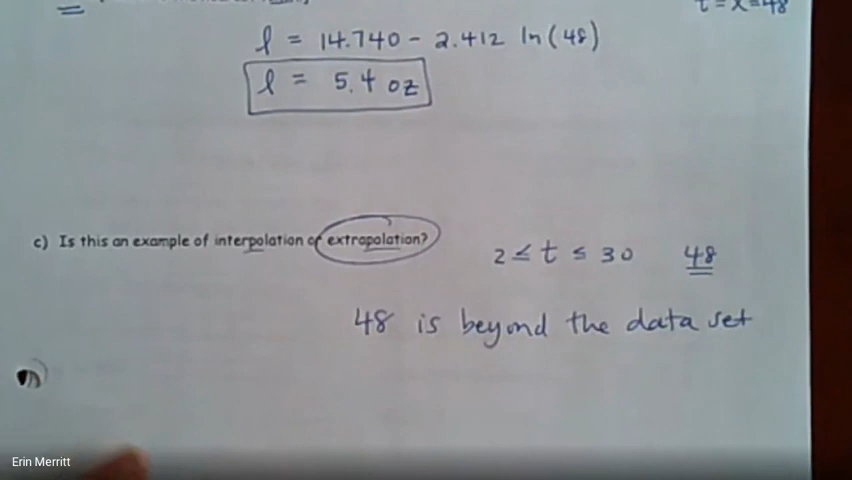 t = x = 48
l = 14.740 - 2.412 ln (48)
l = 5.4 oz
c) Is this an example of interpolation or extrapolation?
2 ≤ t ≤ 30 48
48 is beyond the data set
Erin Merritt